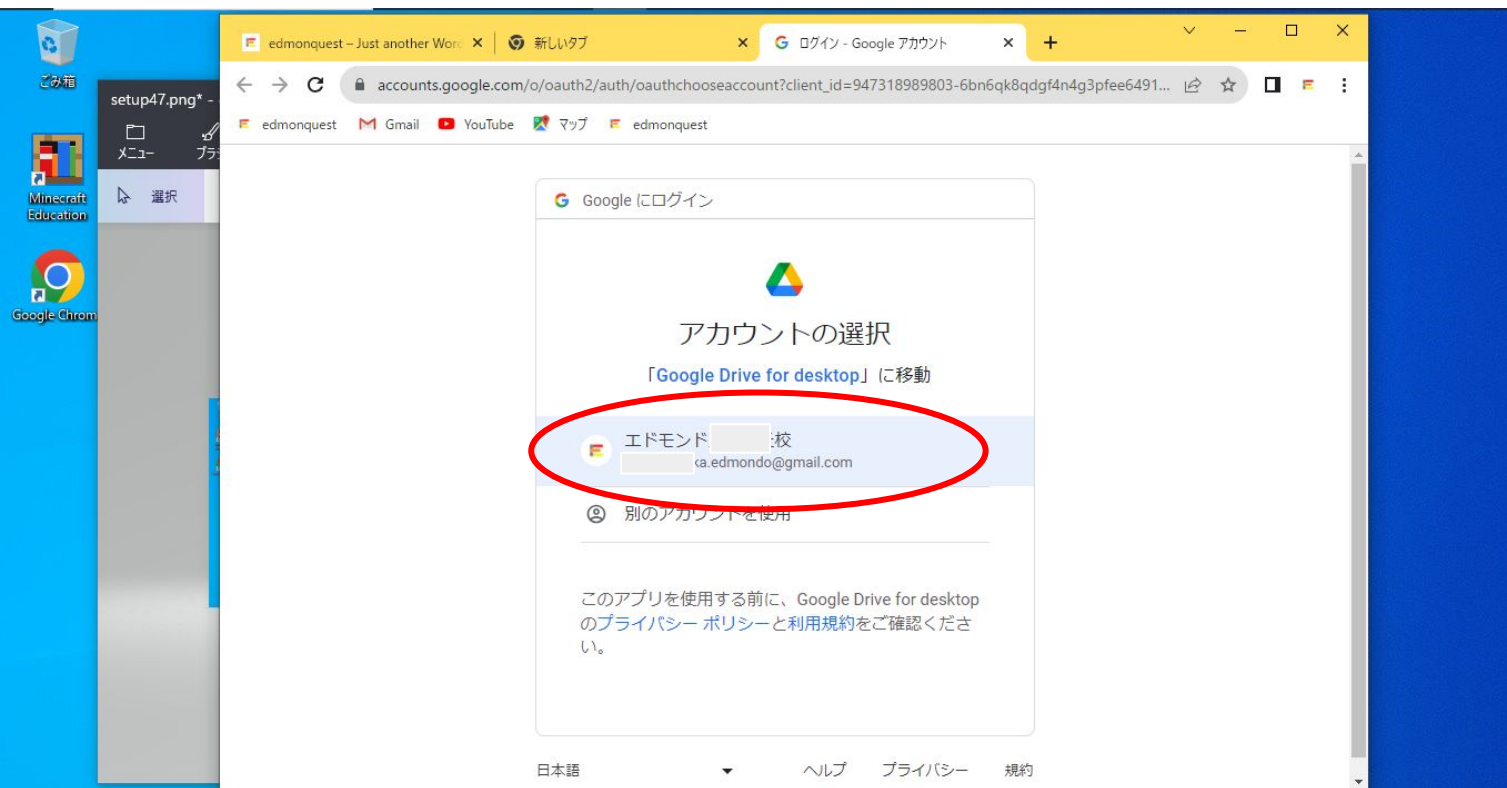 ごみ箱
Minecraft
Education
Google Chrom
setup47.png* -
メニュー
選択
edmonquest – Just another Worc
新しいタブ
ログイン - Google アカウント
accounts.google.com/o/oauth2/auth/oauthchooseaccount?client_id=947318989803-6bn6qk8qdgf4n4g3pfee6491...
edmonquest Gmail YouTube マップ edmonquest
Google にログイン
アカウントの選択
「Google Drive for desktop」に移動
エドモンド 校
ka.edmondo@gmail.com
別のアカウントを使用
このアプリを使用する前に、Google Drive for desktop
のプライバシー ポリシーと利用規約をご確認くださ
い。
日本語 ヘルプ プライバシー 規約